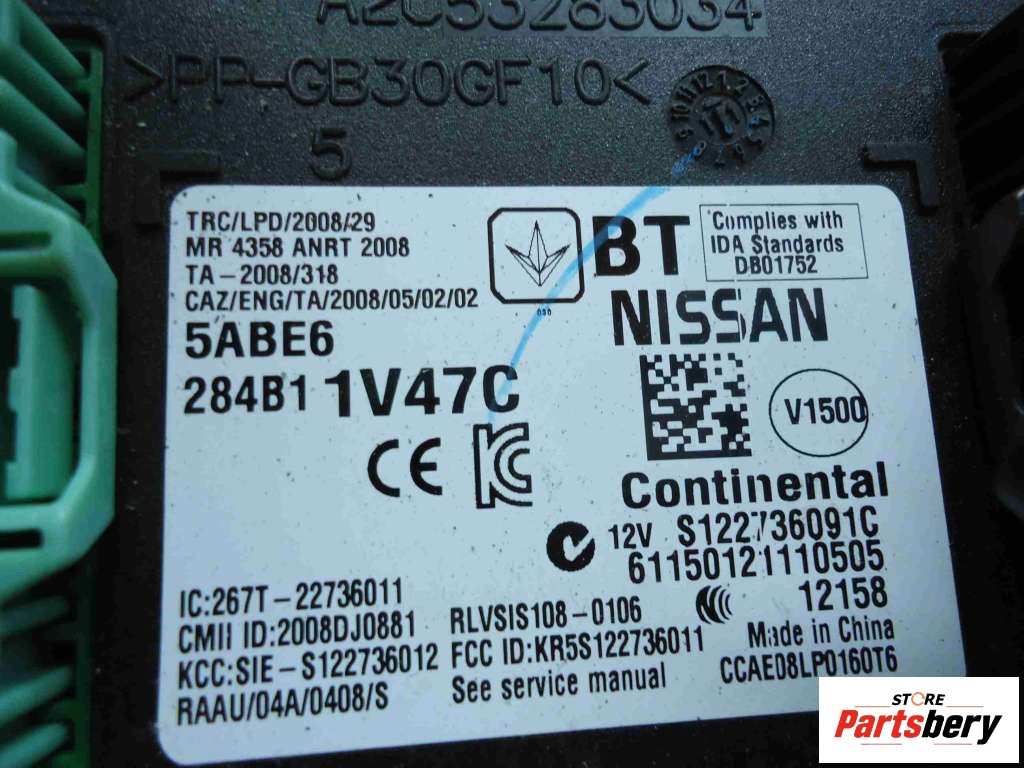 A2C53283034
>PP-GB30GF10<
5
TRC/LPD/2008/29
MR 4358 ANRT 2008
TA-2008/318
CAZ/ENG/TA/2008/05/02/02
030
BT
Complies with
IDA Standards
DB01752
5ABE6
NISSAN
284B1 1V47C
V1500
CE
Continental
12V S122736091C
61150121110505
12158
IC:267T-22736011
CMII ID:2008DJ0881
KCC:SIE-S122736012
RAAU/04A/0408/S
RLVSIS108-0106
FCC ID:KR5S122736011
See service manual
Made in China
CCAE08LP0160T6
STORE
Partsbery